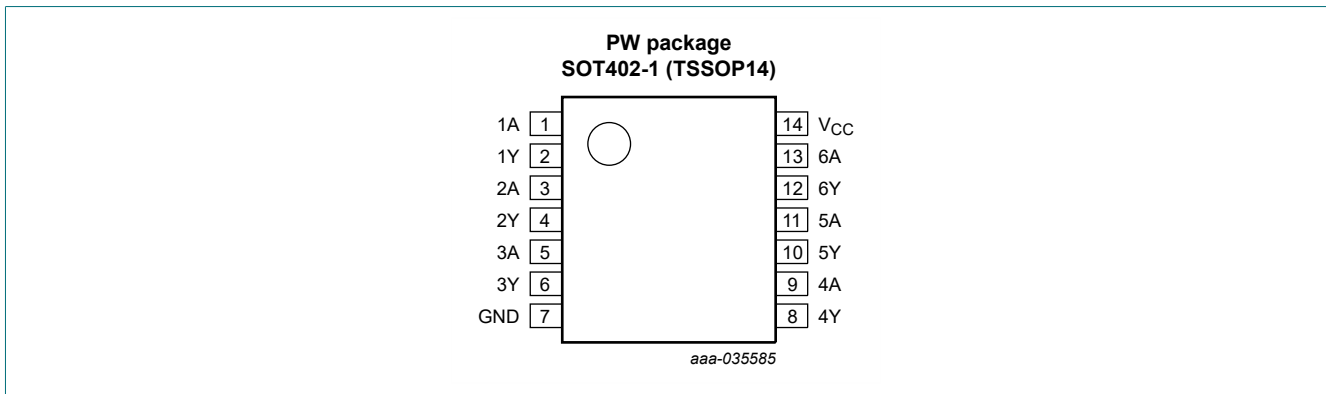 PW package
SOT402-1 (TSSOP14)
1A 1 14 VCC
1Y 2 13 6A
2A 3 12 6Y
2Y 4 11 5A
3A 5 10 5Y
3Y 6 9 4A
GND 7 8 4Y
aaa-035585